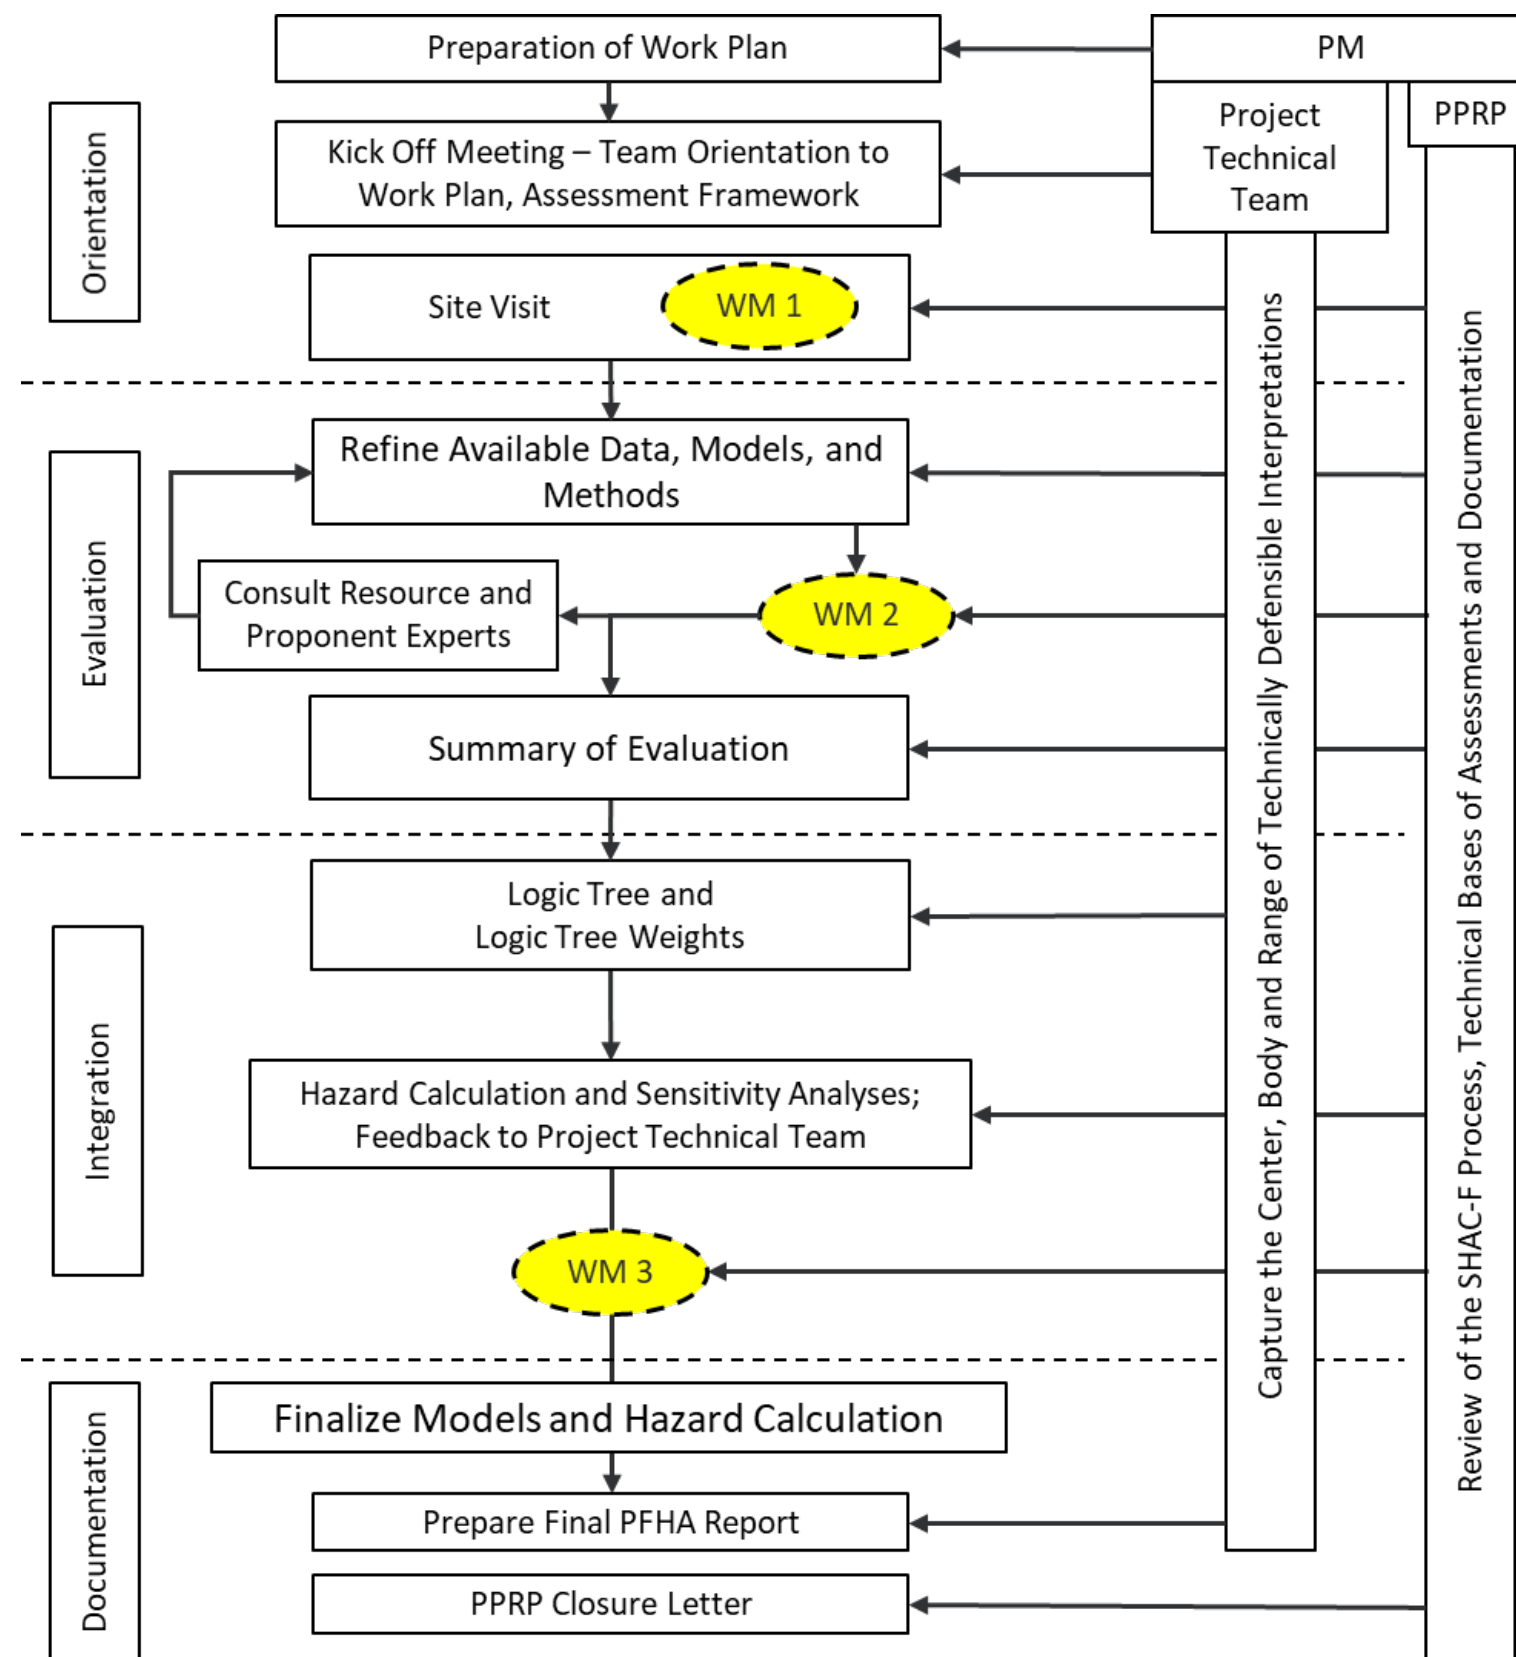 Preparation of Work Plan
PM
Project
Technical
Team
PPRP
Orientation
Kick Off Meeting – Team Orientation to
Work Plan, Assessment Framework
Site Visit
WM 1
Capture the Center, Body and Range of Technically Defensible Interpretations
Review of the SHAC-F Process, Technical Bases of Assessments and Documentation
Evaluation
Refine Available Data, Models, and
Methods
Consult Resource and
Proponent Experts
WM 2
Summary of Evaluation
Integration
Logic Tree and
Logic Tree Weights
Hazard Calculation and Sensitivity Analyses;
Feedback to Project Technical Team
WM 3
Documentation
Finalize Models and Hazard Calculation
Prepare Final PFHA Report
PPRP Closure Letter